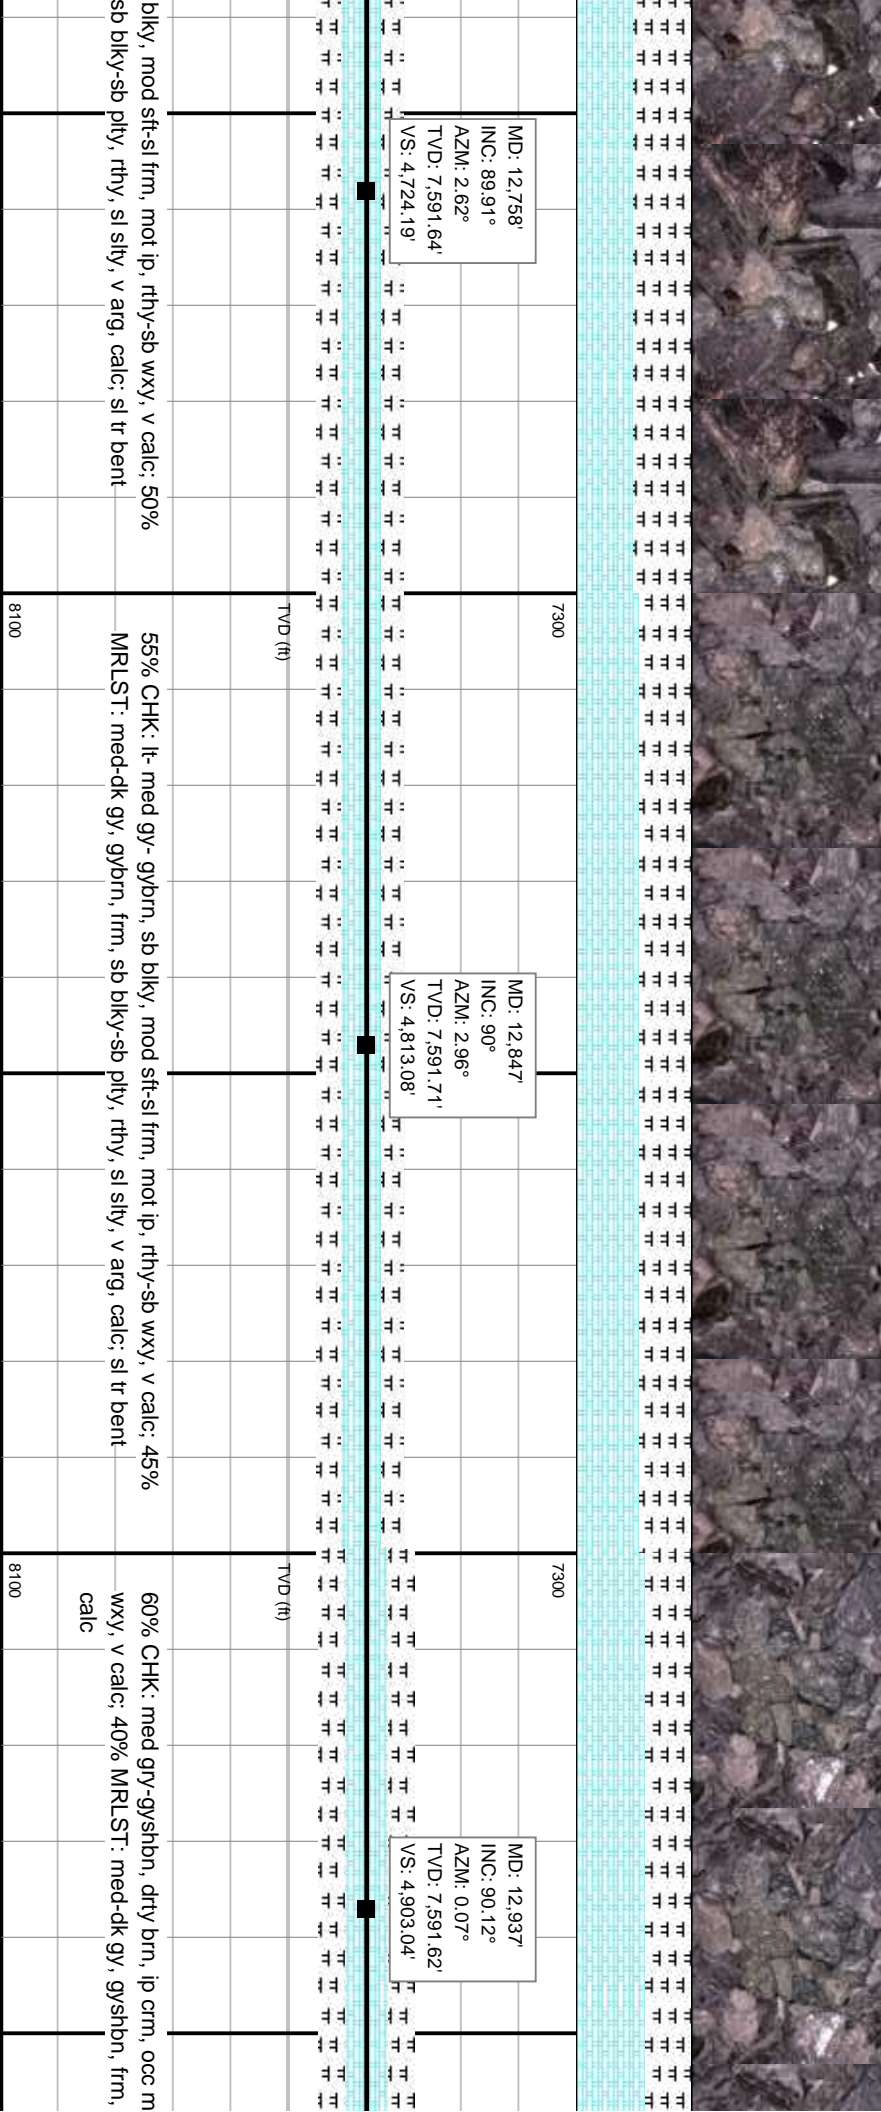 blky, mod sft-sl frm, mot ip, rthy-sb wxy, v calc; 50%
sb blky-sb plty, rthy, sl slty, v arg, calc; sl tr bent
MD: 12,758'
INC: 89.91°
AZM: 2.62°
TVD: 7,591.64'
VS: 4,724.19'
7300
TVD (ft)
8100
55% CHK: lt- med gy- gybrn, sb blky, mod sft-sl frm, mot ip, rthy-sb wxy, v calc; 45%
MRLST: med-dk gy, gybrn, frm, sb blky-sb plty, rthy, sl slty, v arg, calc; sl tr bent
MD: 12,847'
INC: 90°
AZM: 2.96°
TVD: 7,591.71'
VS: 4,813.08'
7300
TVD (ft)
8100
60% CHK: med gry-gyshbn, drty brn, ip crm, occ m
wxy, v calc; 40% MRLST: med-dk gy, gyshbn, frm,
calc
MD: 12,937'
INC: 90.12°
AZM: 0.07°
TVD: 7,591.62'
VS: 4,903.04'